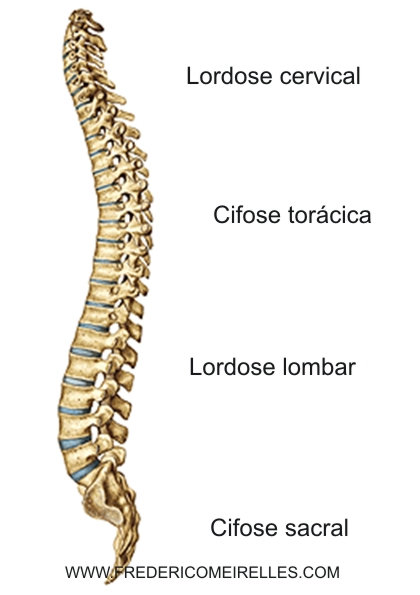 Lordose cervical
Cifose torácica
Lordose lombar
Cifose sacral
WWW.FREDERICOMEIRELLES.COM